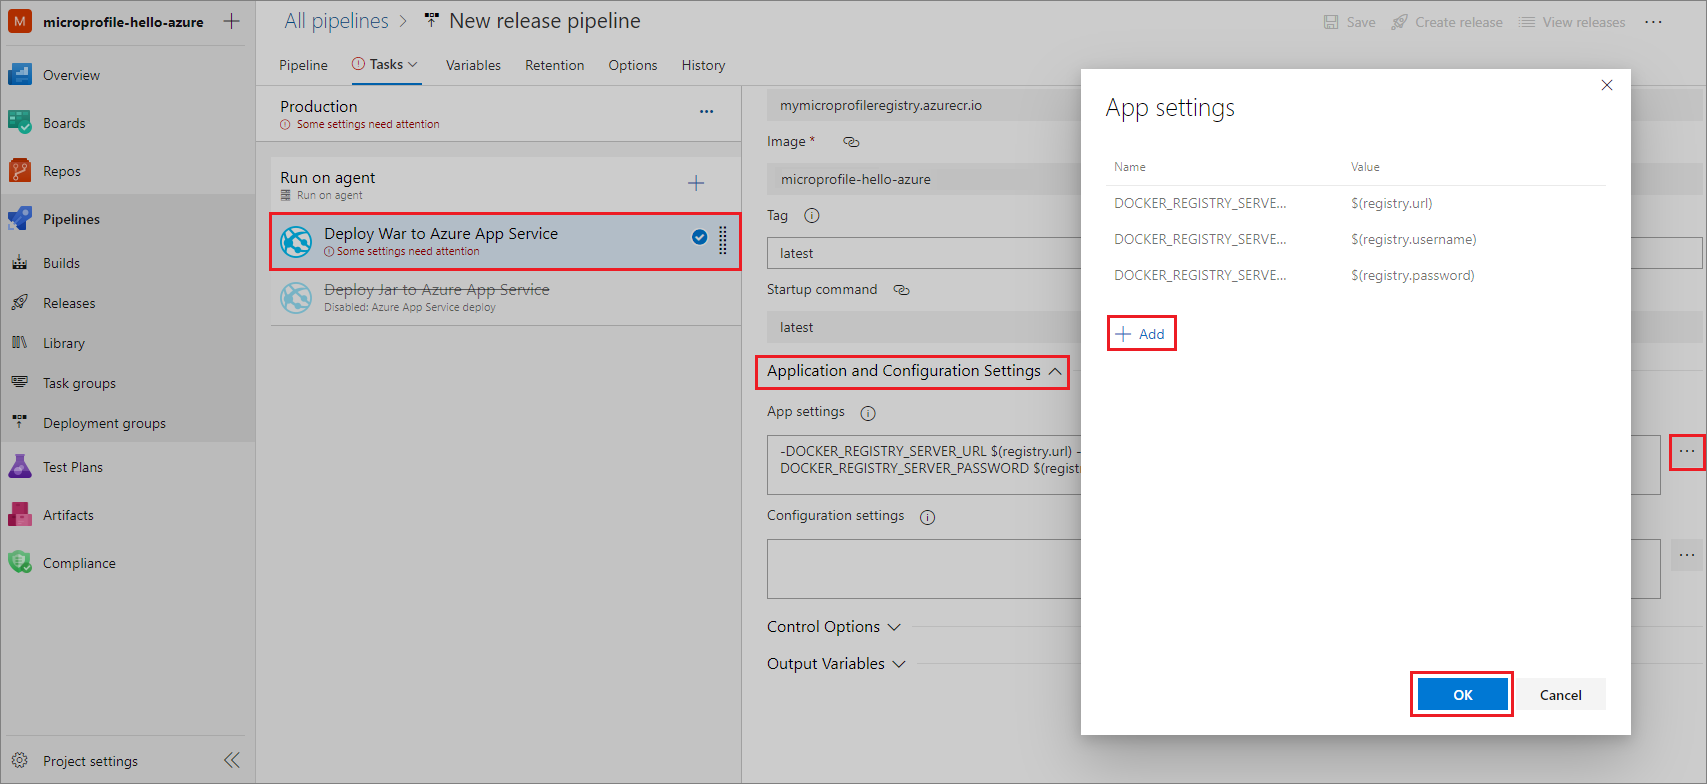 M microprofile-hello-azure
Overview
Boards
Repos
Pipelines
Builds
Releases
Library
Task groups
Deployment groups
Test Plans
Artifacts
Compliance
Project settings
All pipelines > New release pipeline
Save
Create release
View releases
Pipeline
Tasks
Variables
Retention
Options
History
Production
Some settings need attention
Run on agent
Run on agent
Deploy War to Azure App Service
Some settings need attention
Deploy Jar to Azure App Service
Disabled: Azure App Service deploy
mymicroprofileregistry.azurecr.io
Image *
microprofile-hello-azure
Tag
latest
Startup command
latest
Application and Configuration Settings
App settings
-DOCKER_REGISTRY_SERVER_URL $(registry.url) -
DOCKER_REGISTRY_SERVER_PASSWORD $(regist
Configuration settings
Control Options
Output Variables
App settings
Name Value
DOCKER_REGISTRY_SERVE... $(registry.url)
DOCKER_REGISTRY_SERVE... $(registry.username)
DOCKER_REGISTRY_SERVE... $(registry.password)
+ Add
OK
Cancel